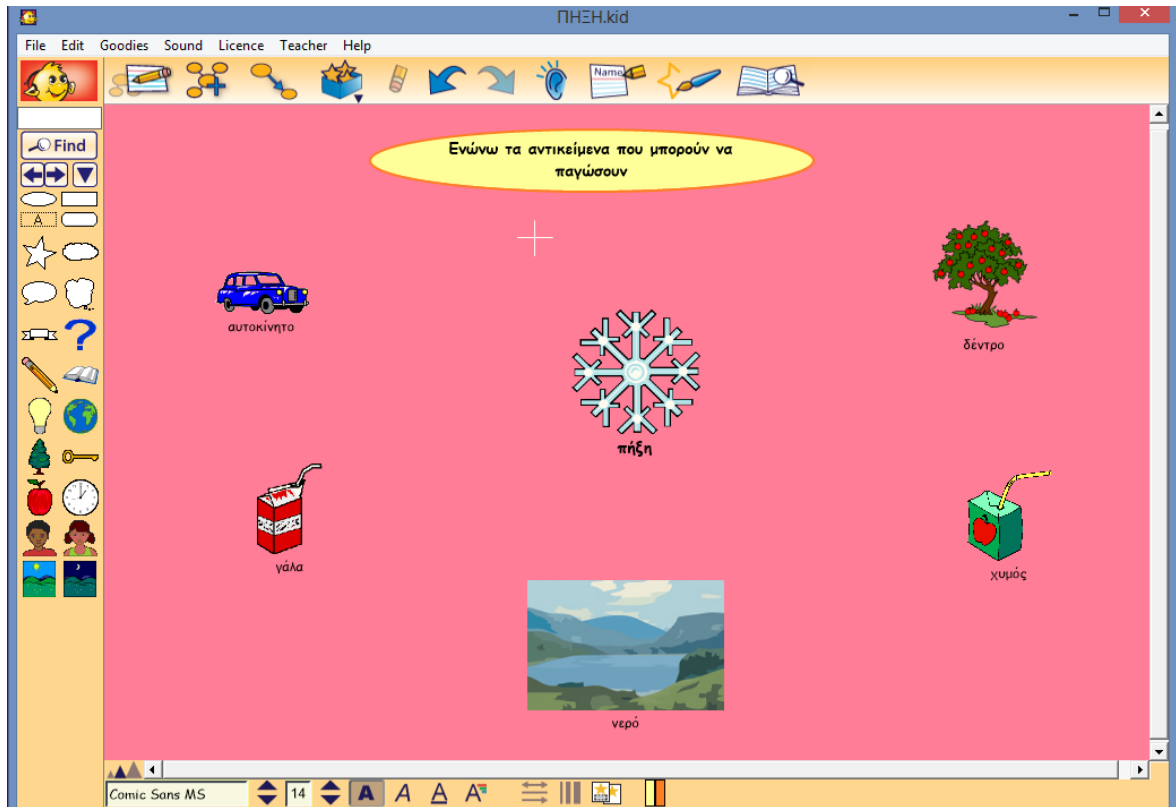 ΠΗΞΗ.kid
File Edit Goodies Sound Licence Teacher Help
Name
Find
A
Ενώνω τα αντικείμενα που μπορούν να
παγώσουν
αυτοκίνητο
δέντρο
πήξη
γάλα
χυμός
νερό
Comic Sans MS 14 A A A A